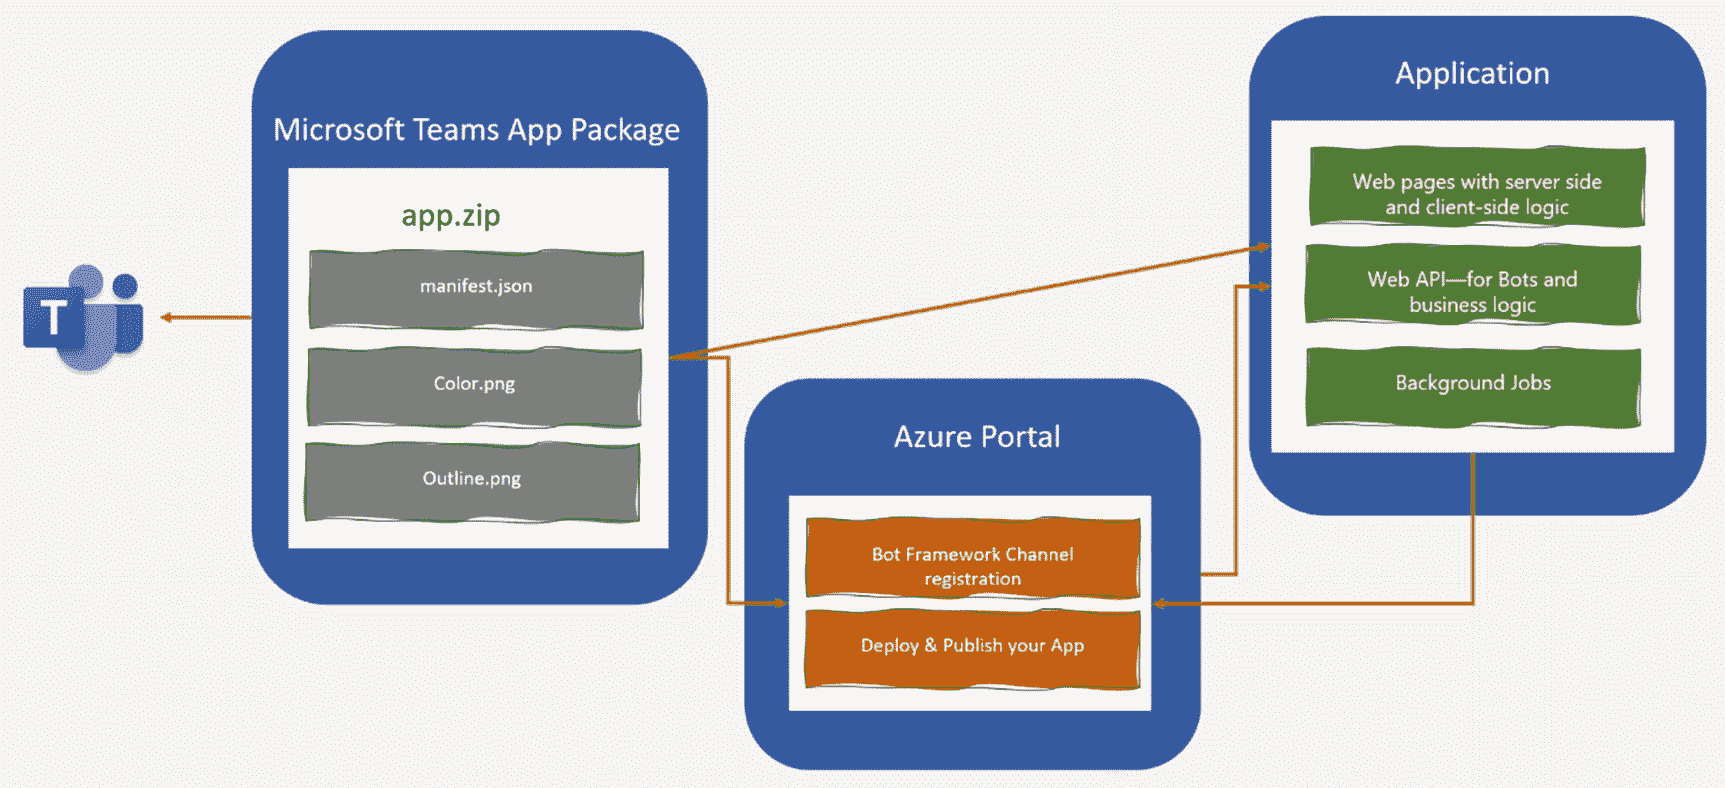 Microsoft Teams App Package
app.zip
manifest.json
Color.png
Outline.png
T
Azure Portal
Bot Framework Channel
registration
Deploy & Publish your App
Application
Web pages with server side
and client-side logic
Web API—for Bots and
business logic
Background Jobs